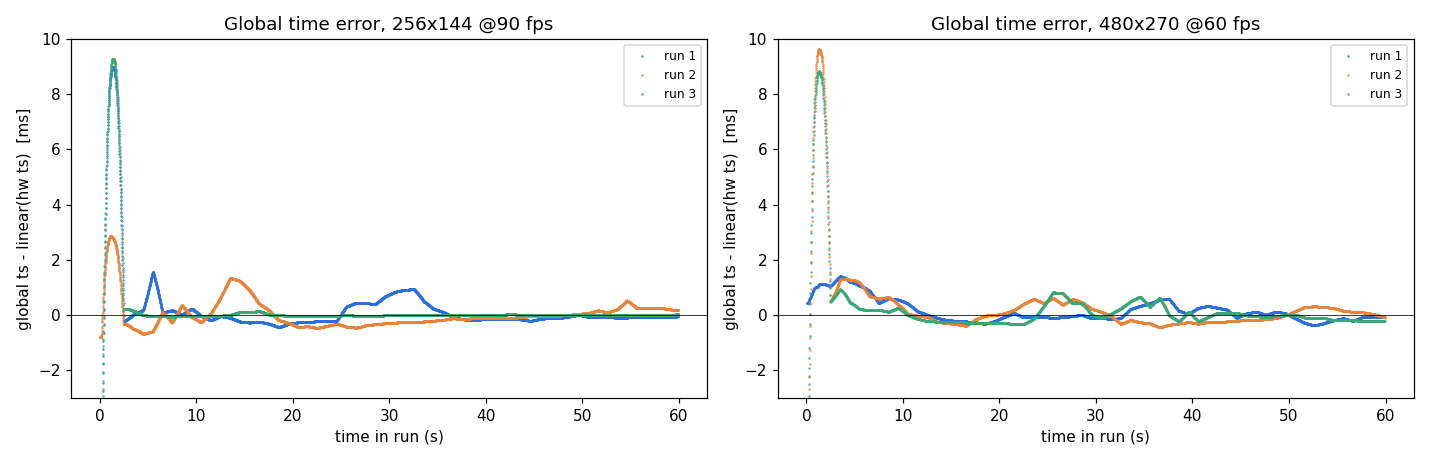 Global time error, 256x144 @90 fps
global ts - linear(hw ts)  [ms]
10
8
6
4
2
0
−2
run 1
run 2
run 3
0
10
20
30
40
50
60
time in run (s)
Global time error, 480x270 @60 fps
global ts - linear(hw ts)  [ms]
10
8
6
4
2
0
−2
run 1
run 2
run 3
0
10
20
30
40
50
60
time in run (s)